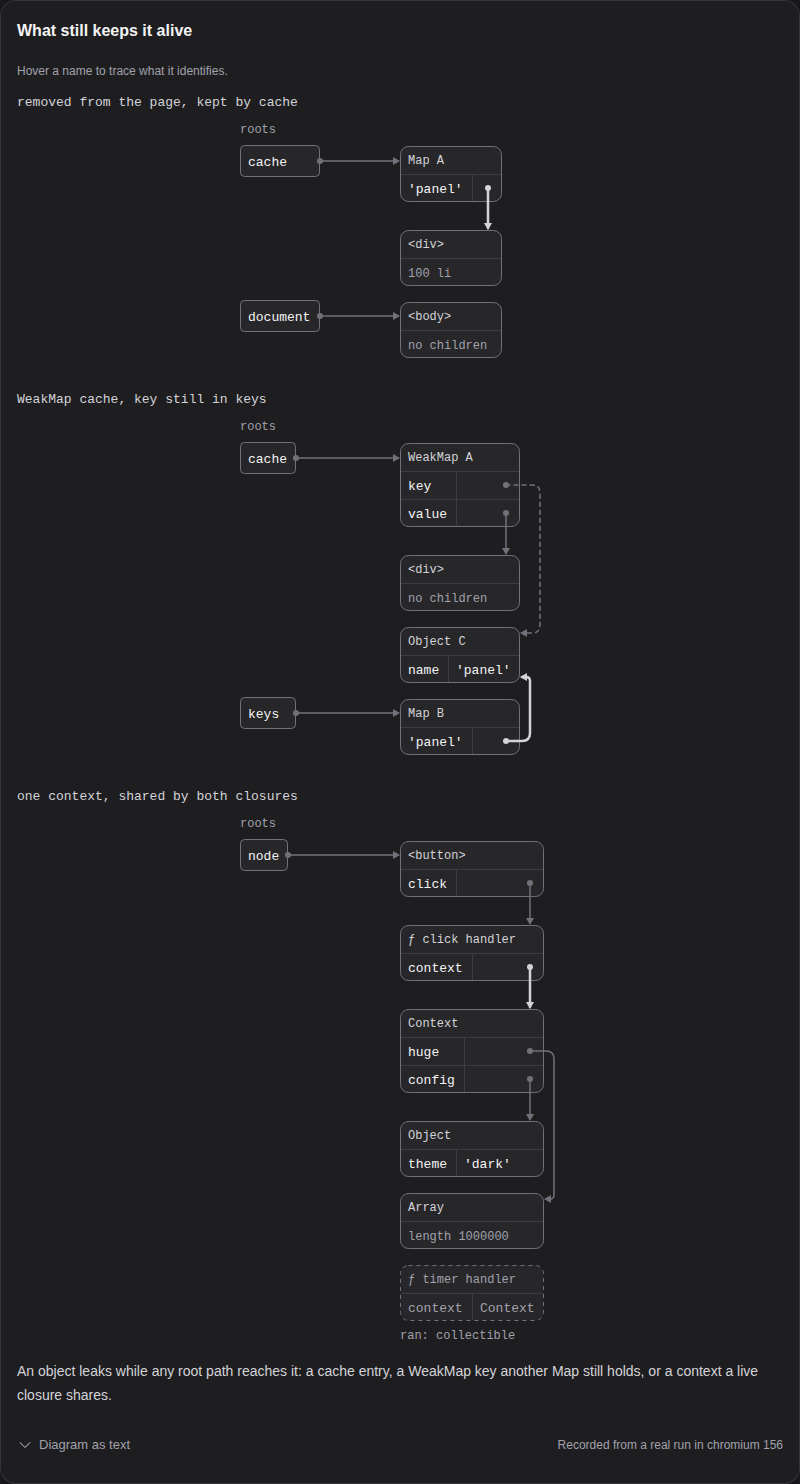 What still keeps it alive
Hover a name to trace what it identifies.
removed from the page, kept by cache
roots
cache
Map A
'panel'
<div>
100 li
document
<body>
no children
WeakMap cache, key still in keys
roots
cache
WeakMap A
key
value
<div>
no children
Object C
name 'panel'
keys
Map B
'panel'
one context, shared by both closures
roots
node
<button>
click
ƒ click handler
context
Context
huge
config
Object
theme 'dark'
Array
length 1000000
ƒ timer handler
context Context
ran: collectible
An object leaks while any root path reaches it: a cache entry, a WeakMap key another Map still holds, or a context a live
closure shares.
Diagram as text
Recorded from a real run in chromium 156